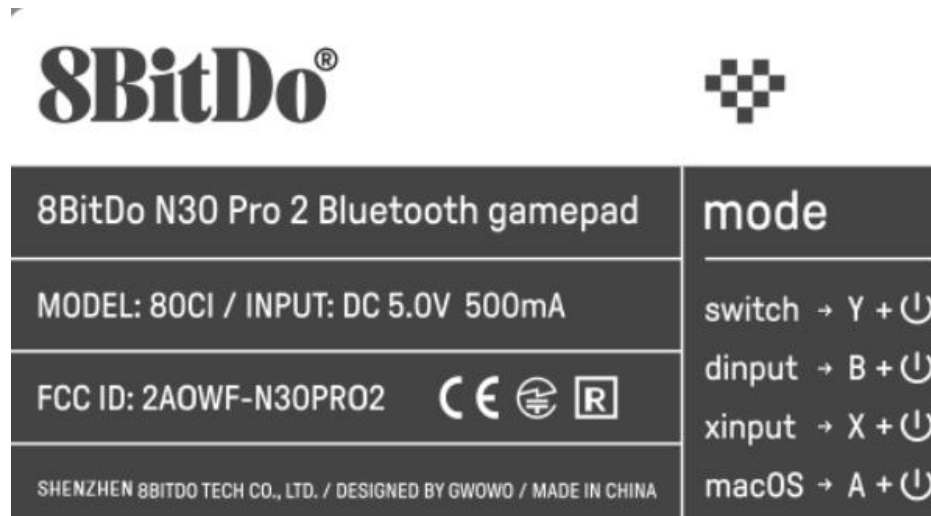 8BitDo®
8BitDo N30 Pro 2 Bluetooth gamepad
MODEL: 80CI / INPUT: DC 5.0V 500mA
FCC ID: 2AOWF-N30PRO2 CE R
SHENZHEN 8BITDO TECH CO., LTD. / DESIGNED BY GWOWO / MADE IN CHINA
mode
switch → Y + ⏻
dinput → B + ⏻
xinput → X + ⏻
macOS → A + ⏻